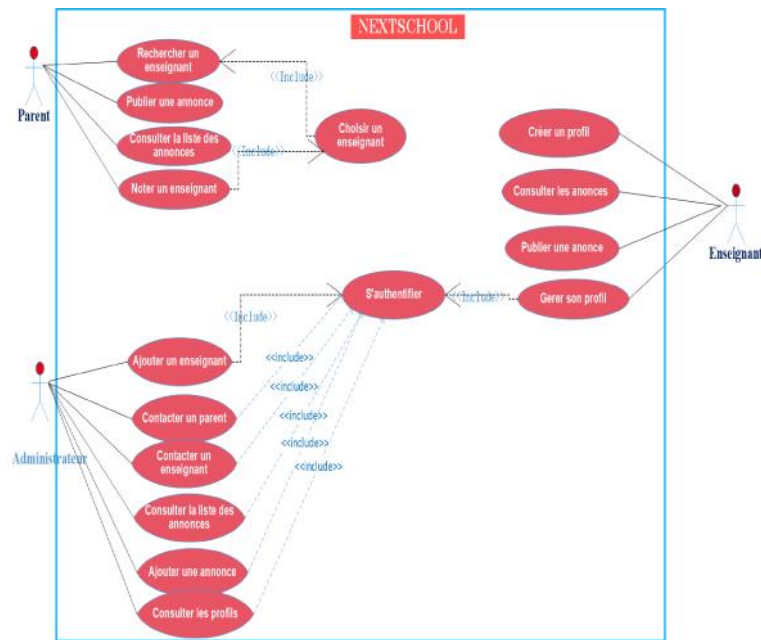 NEXTSCHOOL
Rechercher un
enseignant
<<Include>>
Parent
Publier une annonce
Choisir un
enseignant
Créer un profil
Consulter la liste des
annonces
<<Include>>
Noter un enseignant
Consulter les anonces
Publier une anonce
Enseignant
S'authentifier
<<Include>>
Gerer son profil
<<Include>>
Ajouter un enseignant
<<include>>
<<include>>
Contacter un parent
<<include>>
<<include>>
Administrateur
Contacter un
enseignant
<<include>>
Consulter la liste des
annonces
Ajouter une annonce
Consulter les profils